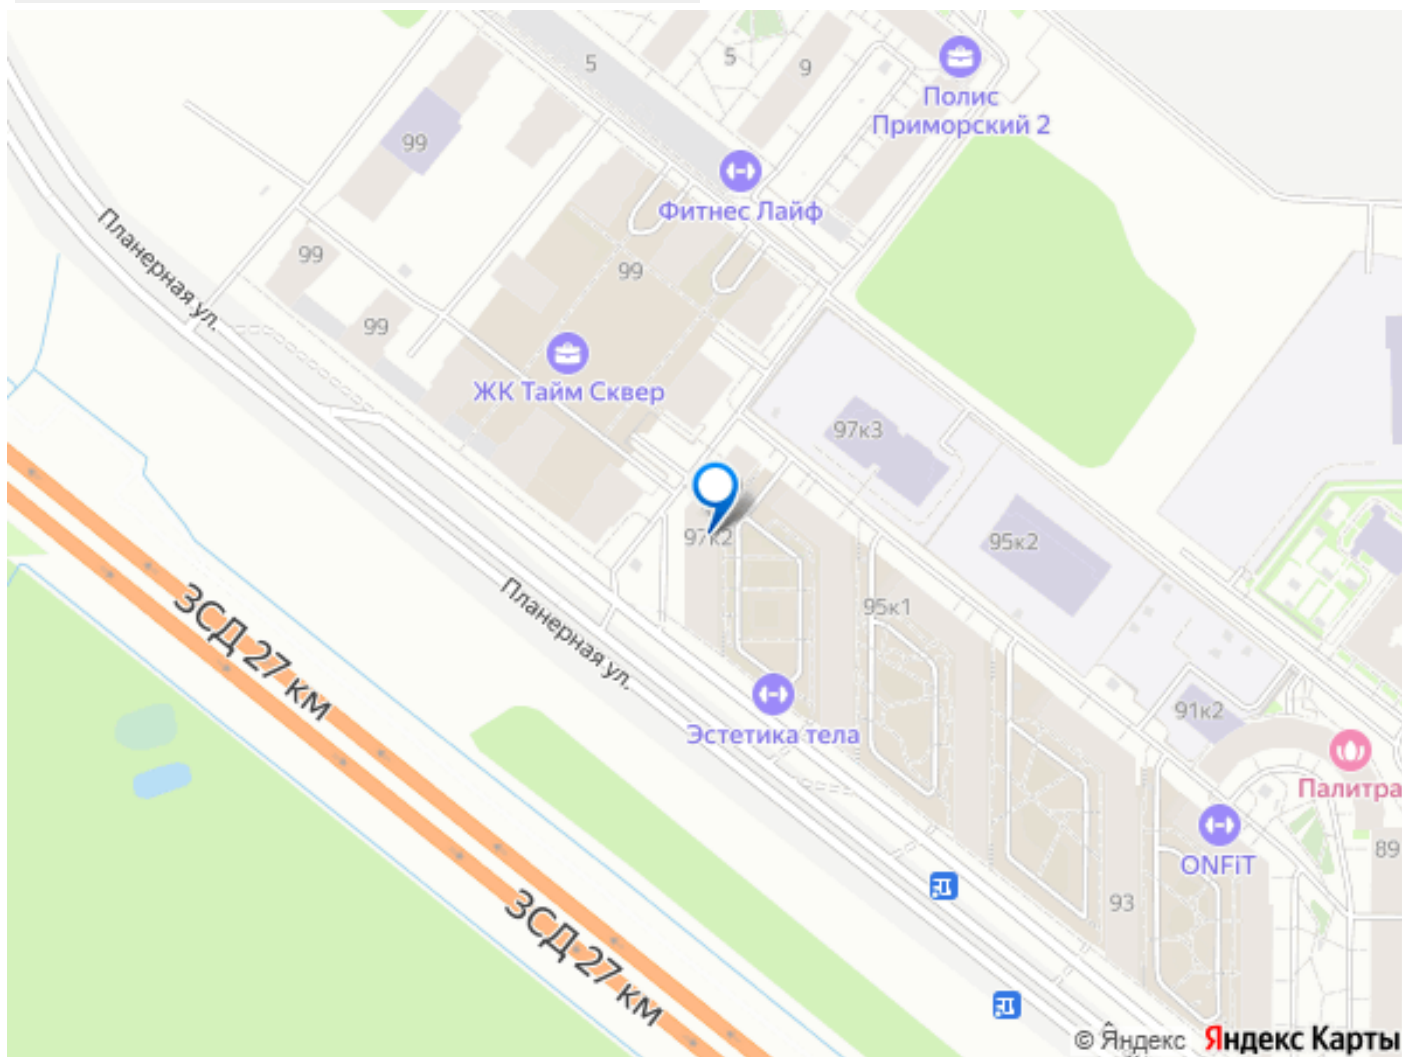 5
5
9
Полис
Приморский 2
99
Фитнес Лайф
Планерная ул.
99
99
99
ЖК Тайм Сквер
97к3
97к2
95к2
ЗСД 27 км
Планерная ул.
95к1
91к2
Эстетика тела
Палитра
ONFiT
89
93
ЗСД 27 км
© Яндекс Яндекс Карты